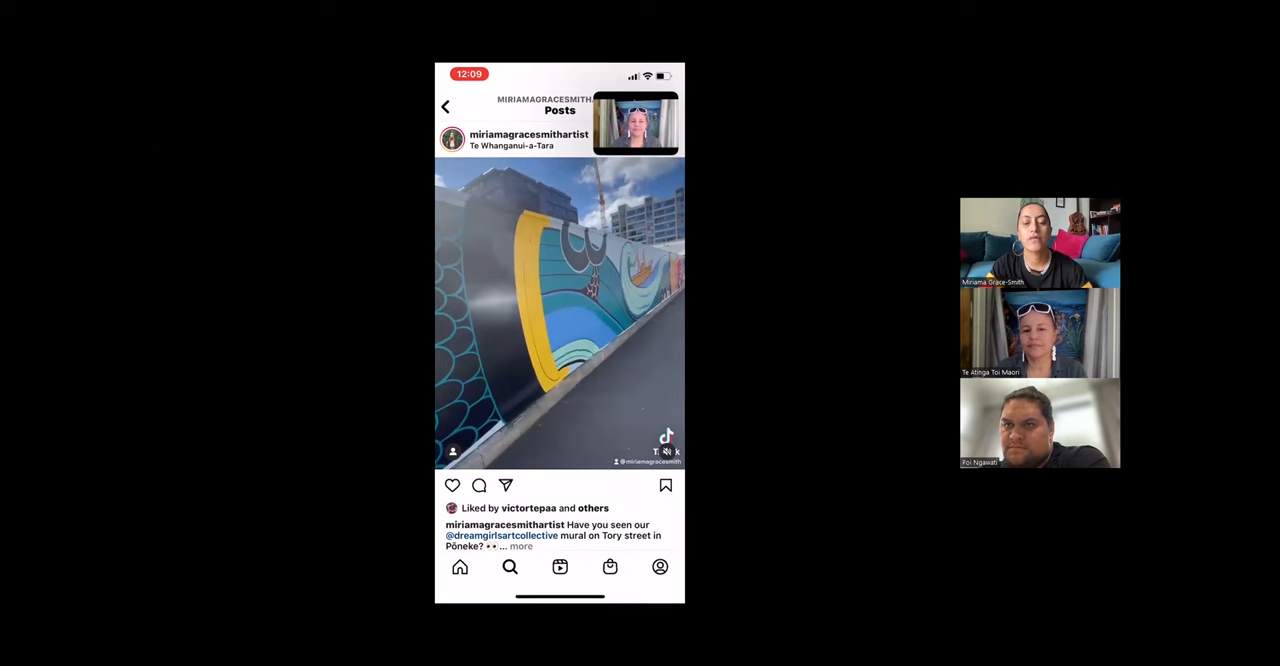 12:09
MIRIAMAGRACESMITH
Posts
miriamagracesmithartist
Te Whanganui-a-Tara
@miriamagracesmith
Liked by victortepaa and others
miriamagracesmithartist Have you seen our
@dreamgirlsartcollective mural on Tory street in
Pōneke? 👀... more
Miriama Grace-Smith
Te Atinga Toi Maori
Poi Ngawati